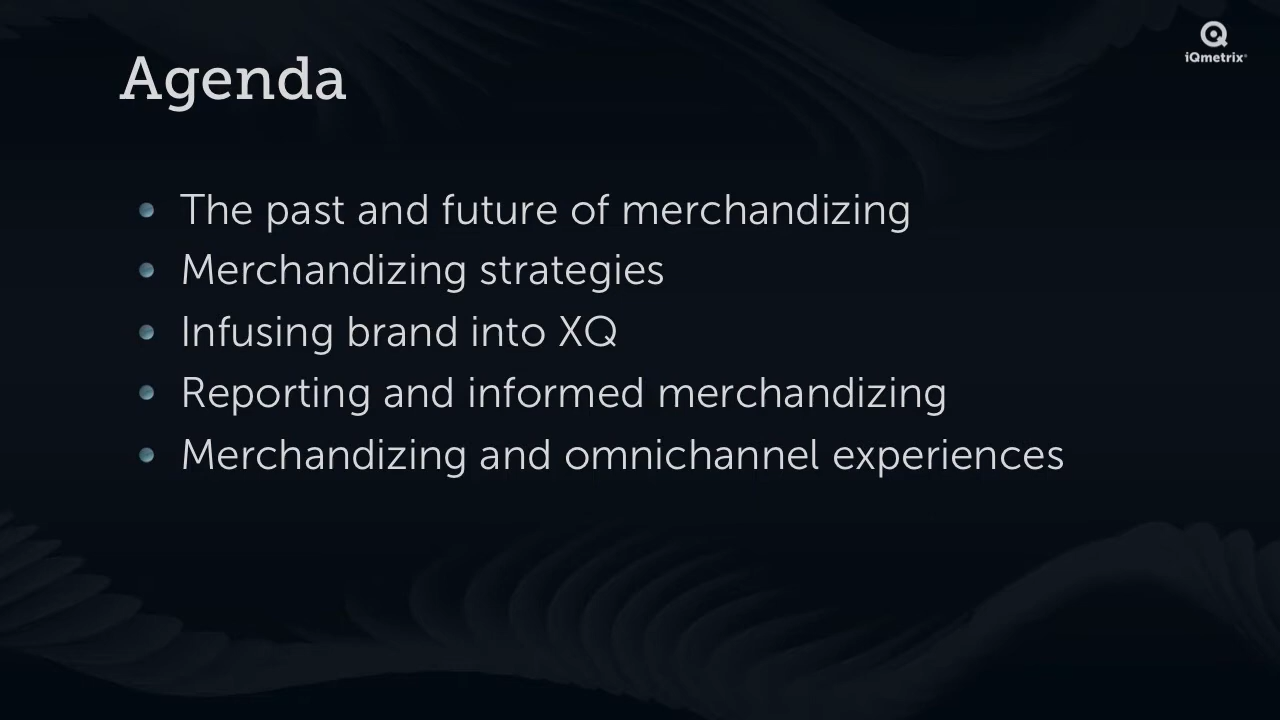 iQmetrix
Agenda
The past and future of merchandizing
Merchandizing strategies
Infusing brand into XQ
Reporting and informed merchandizing
Merchandizing and omnichannel experiences